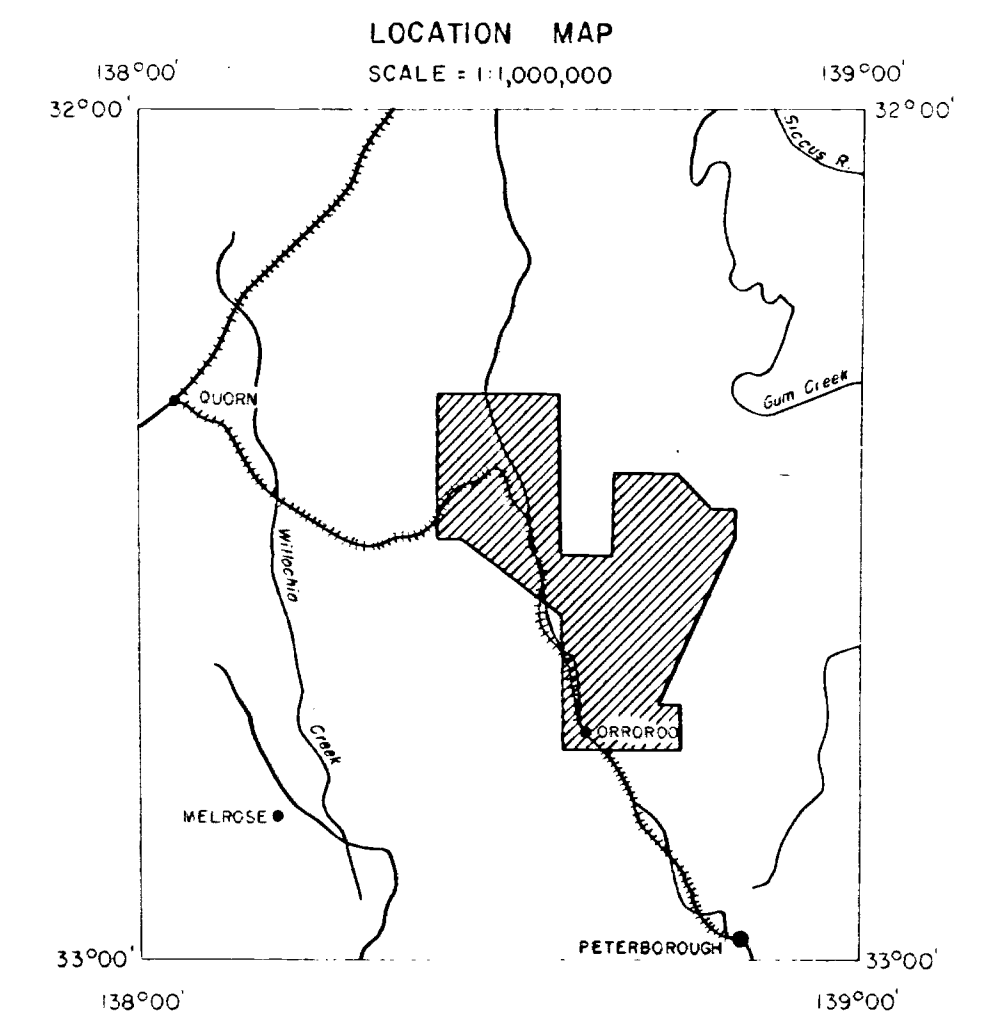 LOCATION MAP
SCALE = 1:1,000,000
138°00' 139°00'
32°00' 32°00'
Siccus R.
QUORN
Gum Creek
Willochia
Creek
ORROROO
MELROSE
PETERBOROUGH
33°00' 33°00'
138°00' 139°00'